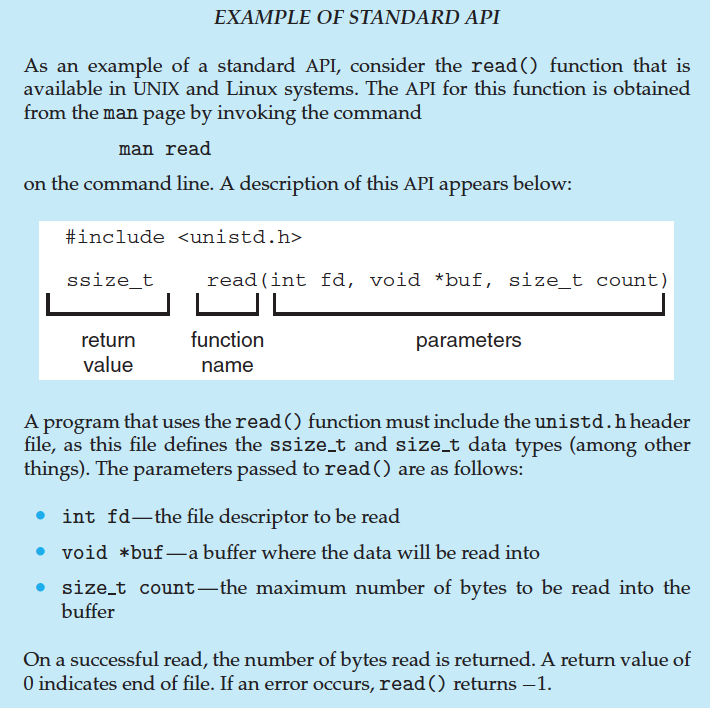 EXAMPLE OF STANDARD API
As an example of a standard API, consider the read() function that is
available in UNIX and Linux systems. The API for this function is obtained
from the man page by invoking the command
man read
on the command line. A description of this API appears below:
#include <unistd.h>
ssize_t read(int fd, void *buf, size_t count)
return function parameters
value name
A program that uses the read() function must include the unistd.h header
file, as this file defines the ssize_t and size_t data types (among other
things). The parameters passed to read() are as follows:
• int fd—the file descriptor to be read
• void *buf—a buffer where the data will be read into
• size_t count—the maximum number of bytes to be read into the
buffer
On a successful read, the number of bytes read is returned. A return value of
0 indicates end of file. If an error occurs, read() returns −1.